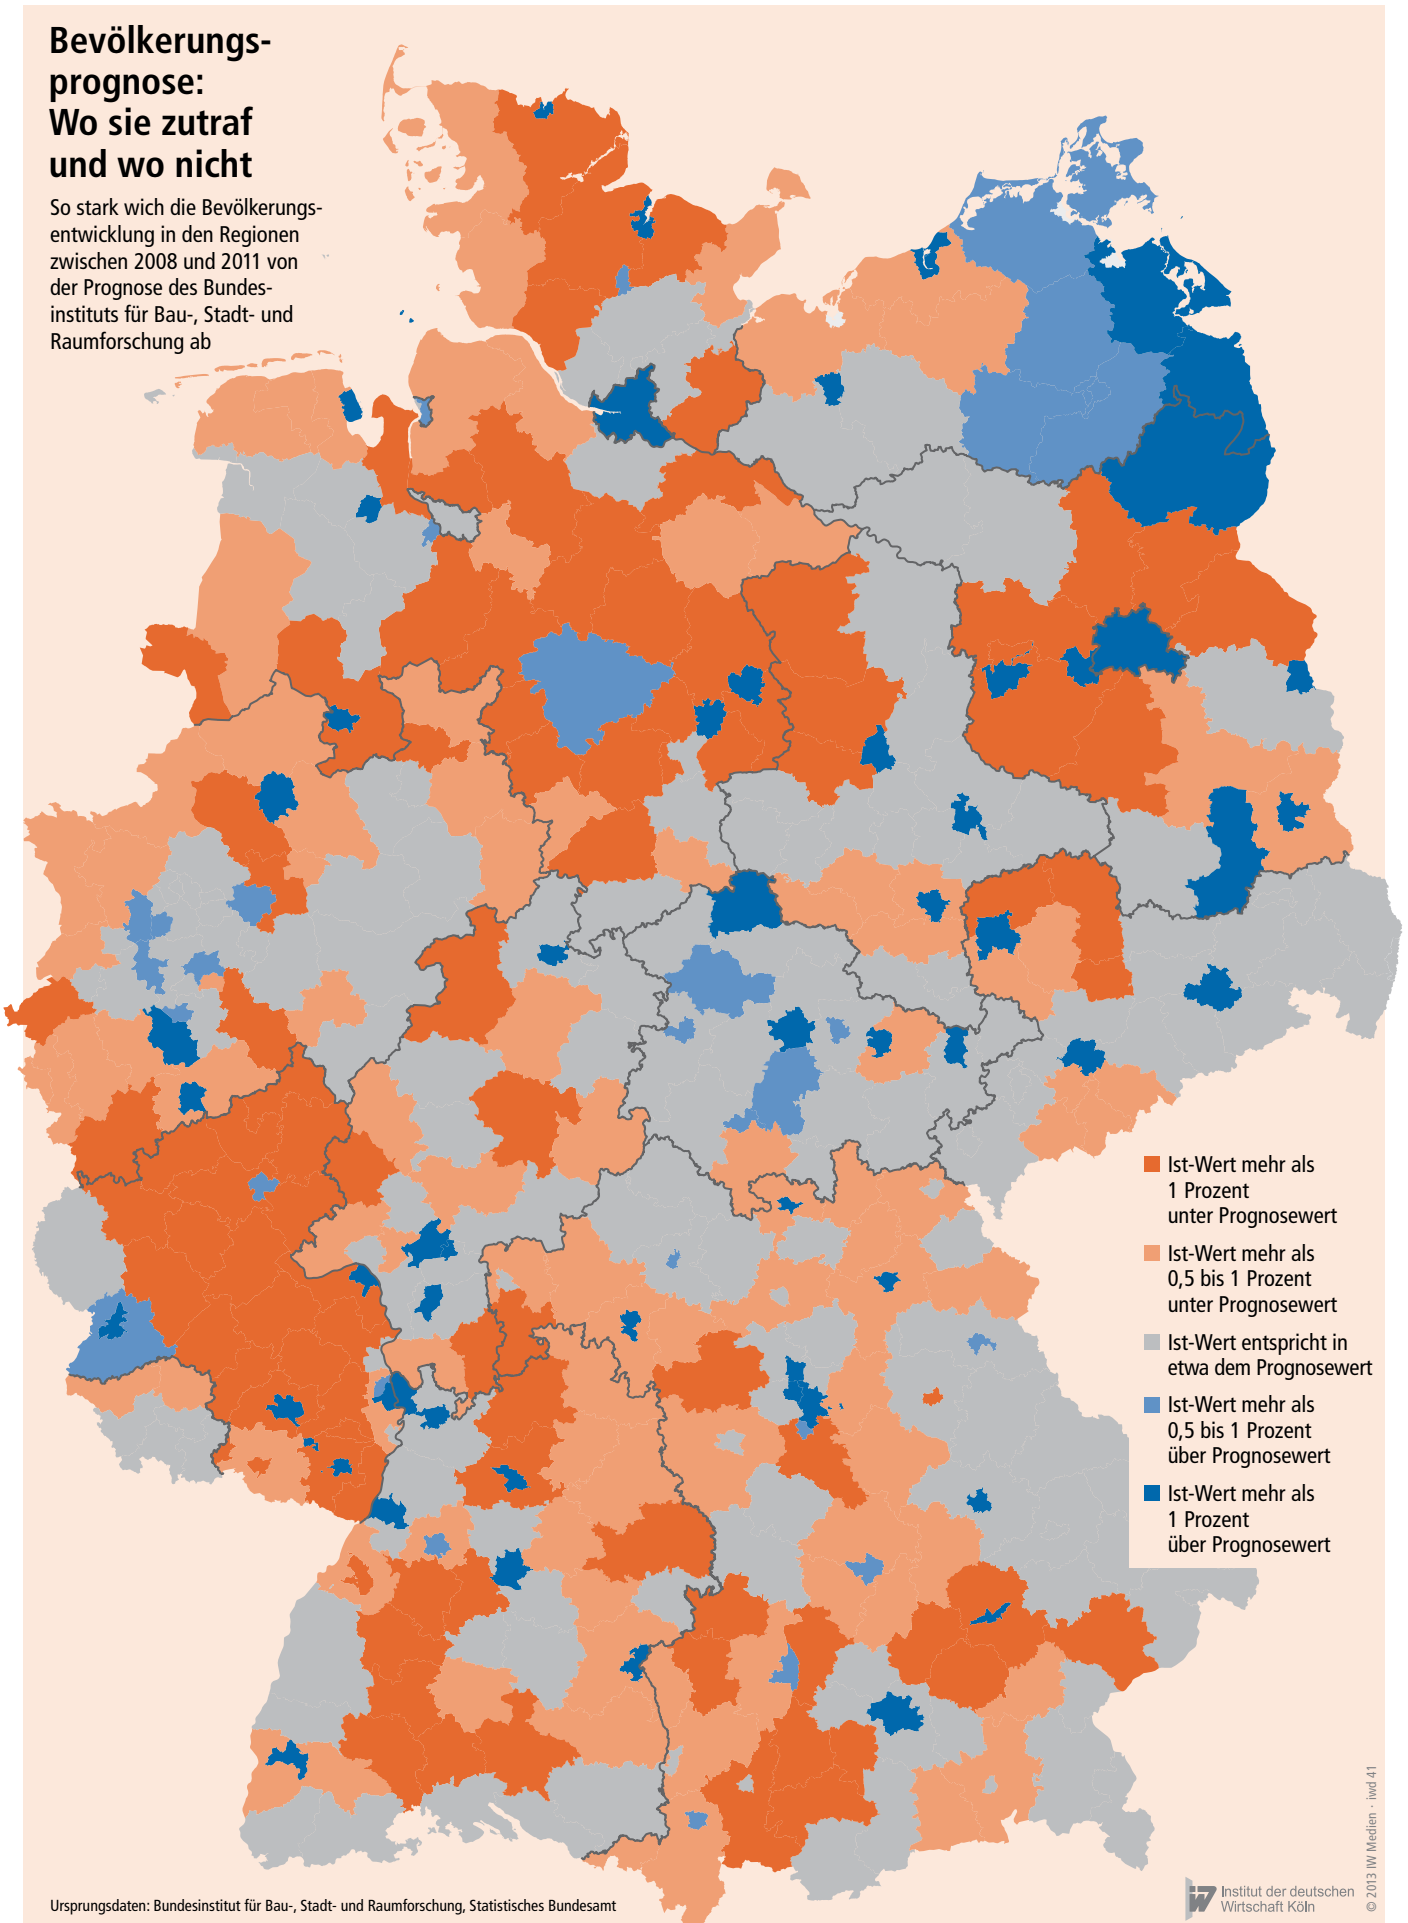 Bevölkerungs-
prognose:
Wo sie zutraf
und wo nicht
So stark wich die Bevölkerungs-
entwicklung in den Regionen
zwischen 2008 und 2011 von
der Prognose des Bundes-
instituts für Bau-, Stadt- und
Raumforschung ab
Ist-Wert mehr als
1 Prozent
unter Prognosewert
Ist-Wert mehr als
0,5 bis 1 Prozent
unter Prognosewert
Ist-Wert entspricht in
etwa dem Prognosewert
Ist-Wert mehr als
0,5 bis 1 Prozent
über Prognosewert
Ist-Wert mehr als
1 Prozent
über Prognosewert
Ursprungsdaten: Bundesinstitut für Bau-, Stadt- und Raumforschung, Statistisches Bundesamt
iw
Institut der deutschen
Wirtschaft Köln
© 2013 IW Medien · iwd 41